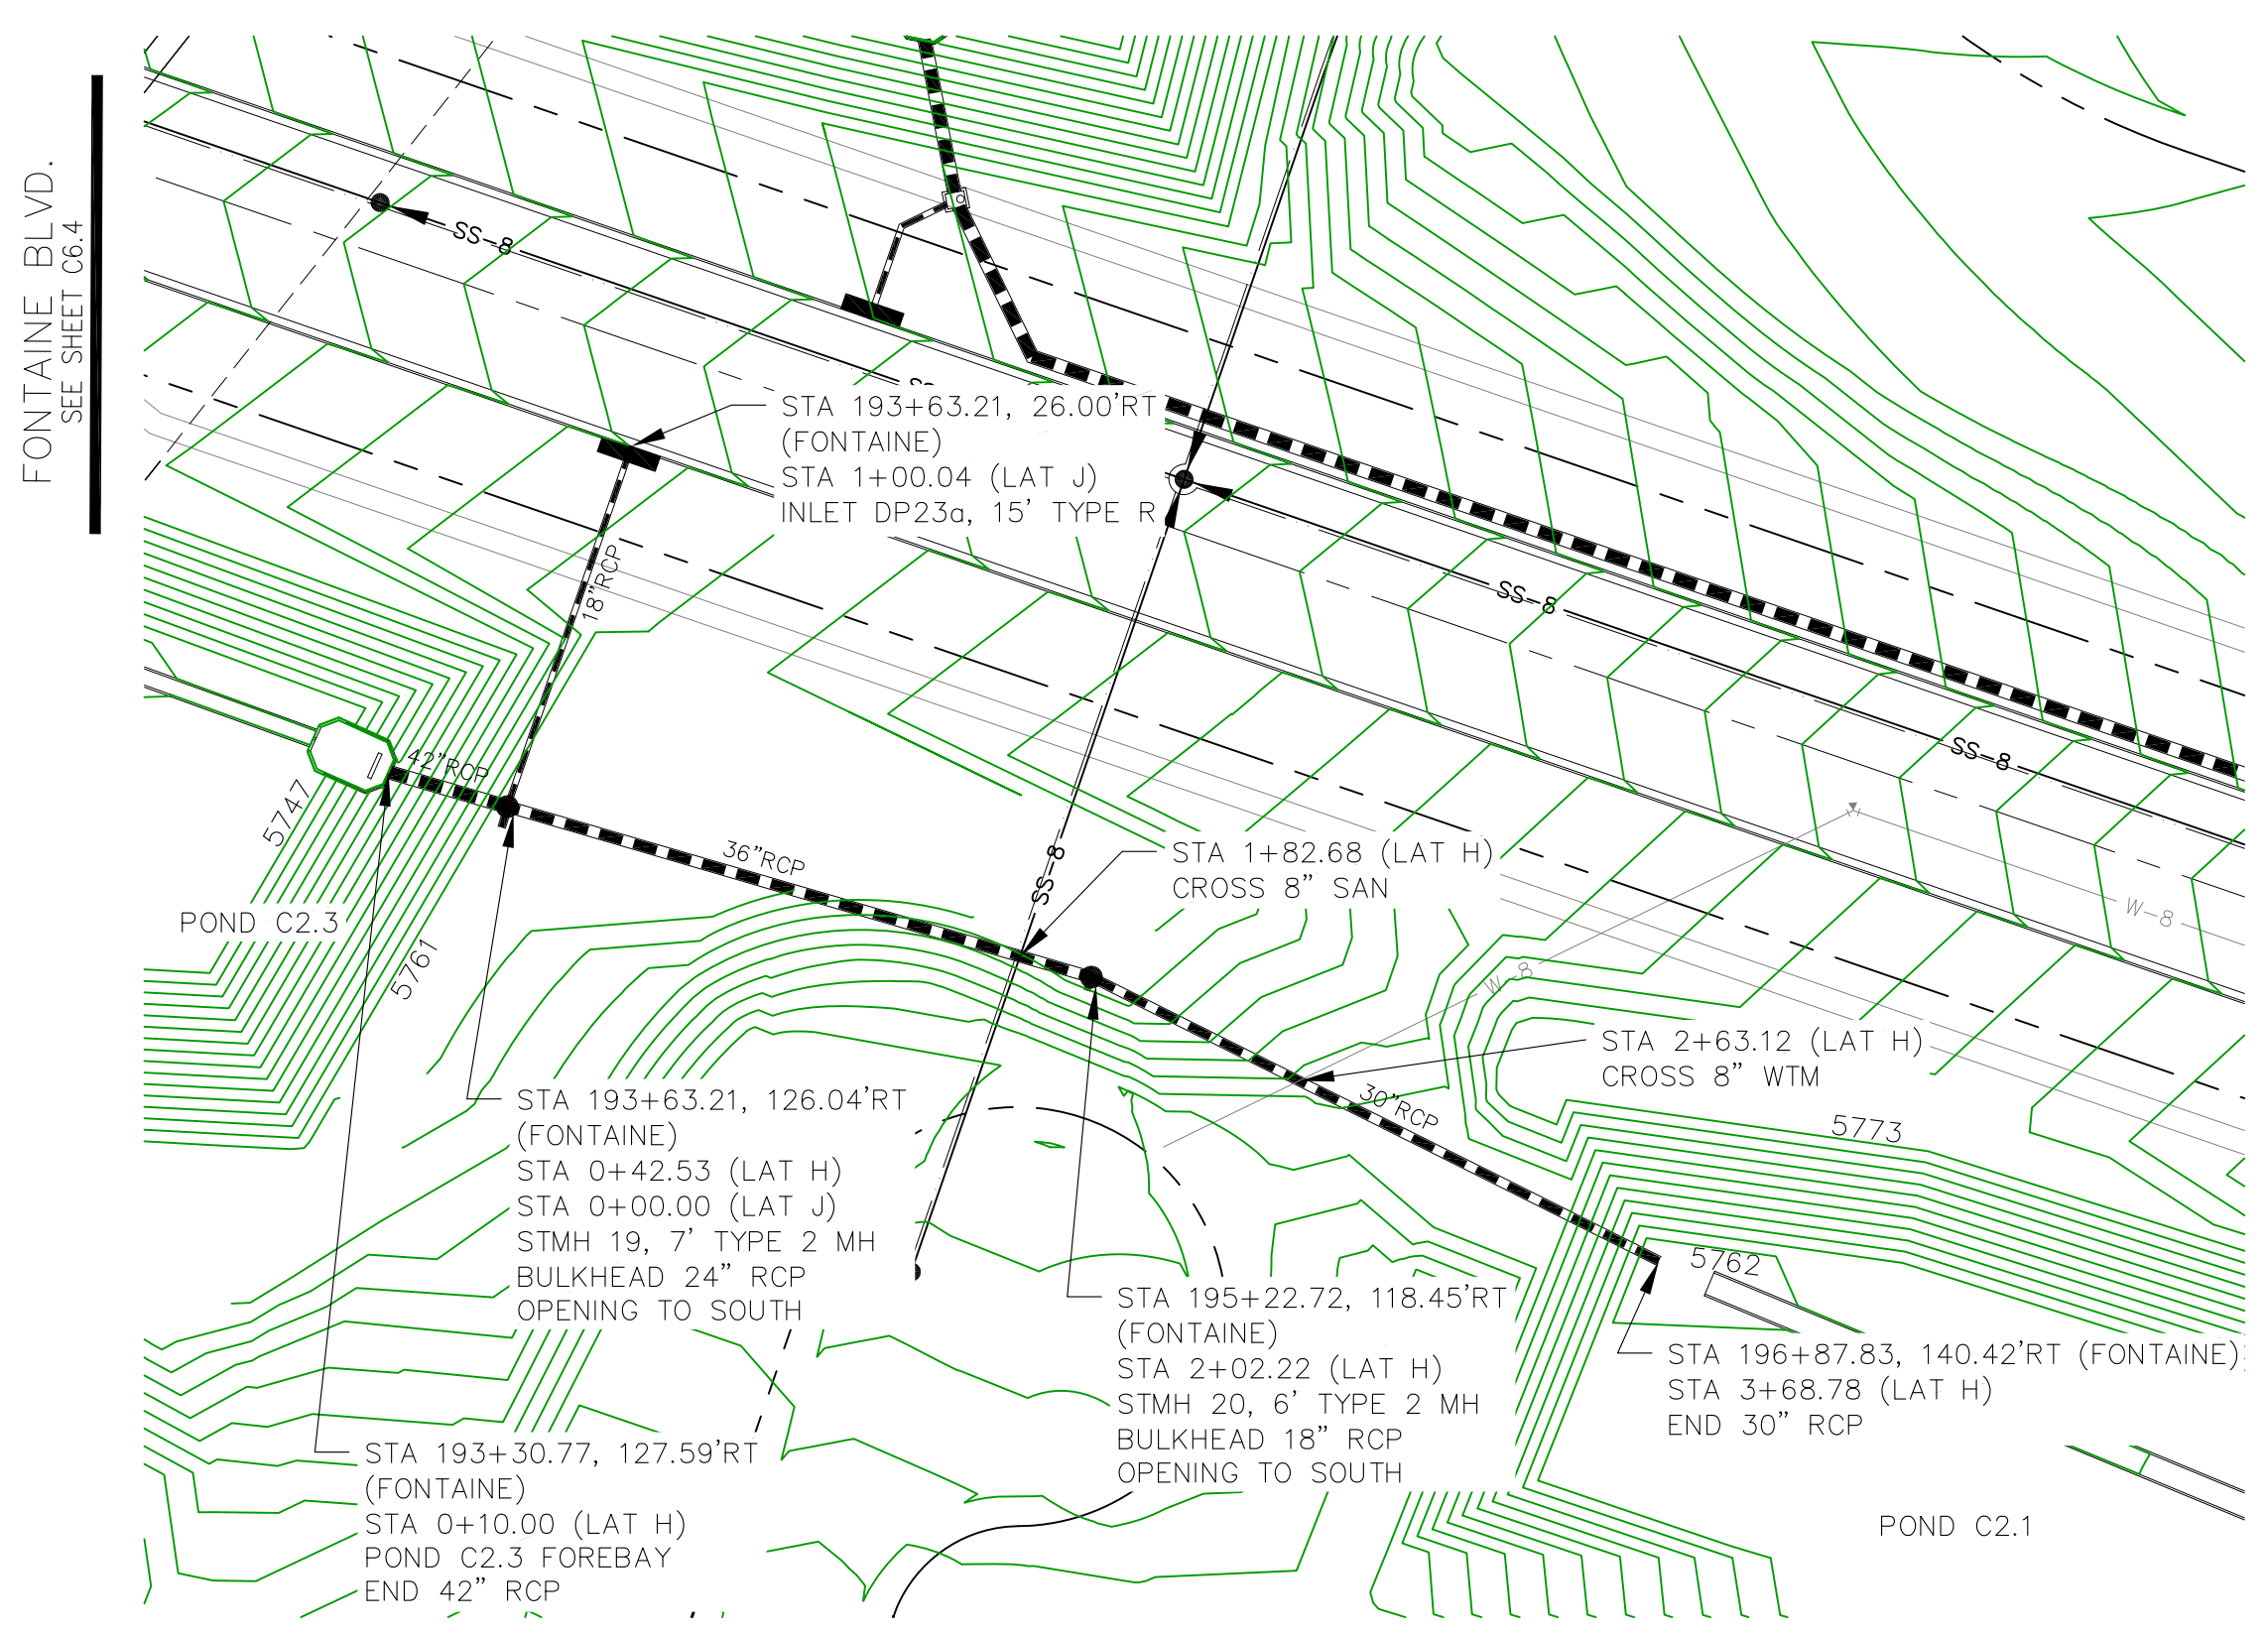 FONTAINE BLVD.
SEE SHEET C6.4
SS-8
STA 193+63.21, 26.00'RT
(FONTAINE)
STA 1+00.04 (LAT J)
INLET DP23a, 15' TYPE R
18"RCP
SS-8
SS-8
42"RCP
5747
36"RCP
SS-8
STA 1+82.68 (LAT H)
CROSS 8" SAN
W-8
W-8
POND C2.3
5761
STA 2+63.12 (LAT H)
CROSS 8" WTM
30"RCP
5773
STA 193+63.21, 126.04'RT
(FONTAINE)
STA 0+42.53 (LAT H)
STA 0+00.00 (LAT J)
STMH 19, 7' TYPE 2 MH
BULKHEAD 24" RCP
OPENING TO SOUTH
5762
STA 195+22.72, 118.45'RT
(FONTAINE)
STA 2+02.22 (LAT H)
STMH 20, 6' TYPE 2 MH
BULKHEAD 18" RCP
OPENING TO SOUTH
STA 196+87.83, 140.42'RT (FONTAINE)
STA 3+68.78 (LAT H)
END 30" RCP
STA 193+30.77, 127.59'RT
(FONTAINE)
STA 0+10.00 (LAT H)
POND C2.3 FOREBAY
END 42" RCP
POND C2.1